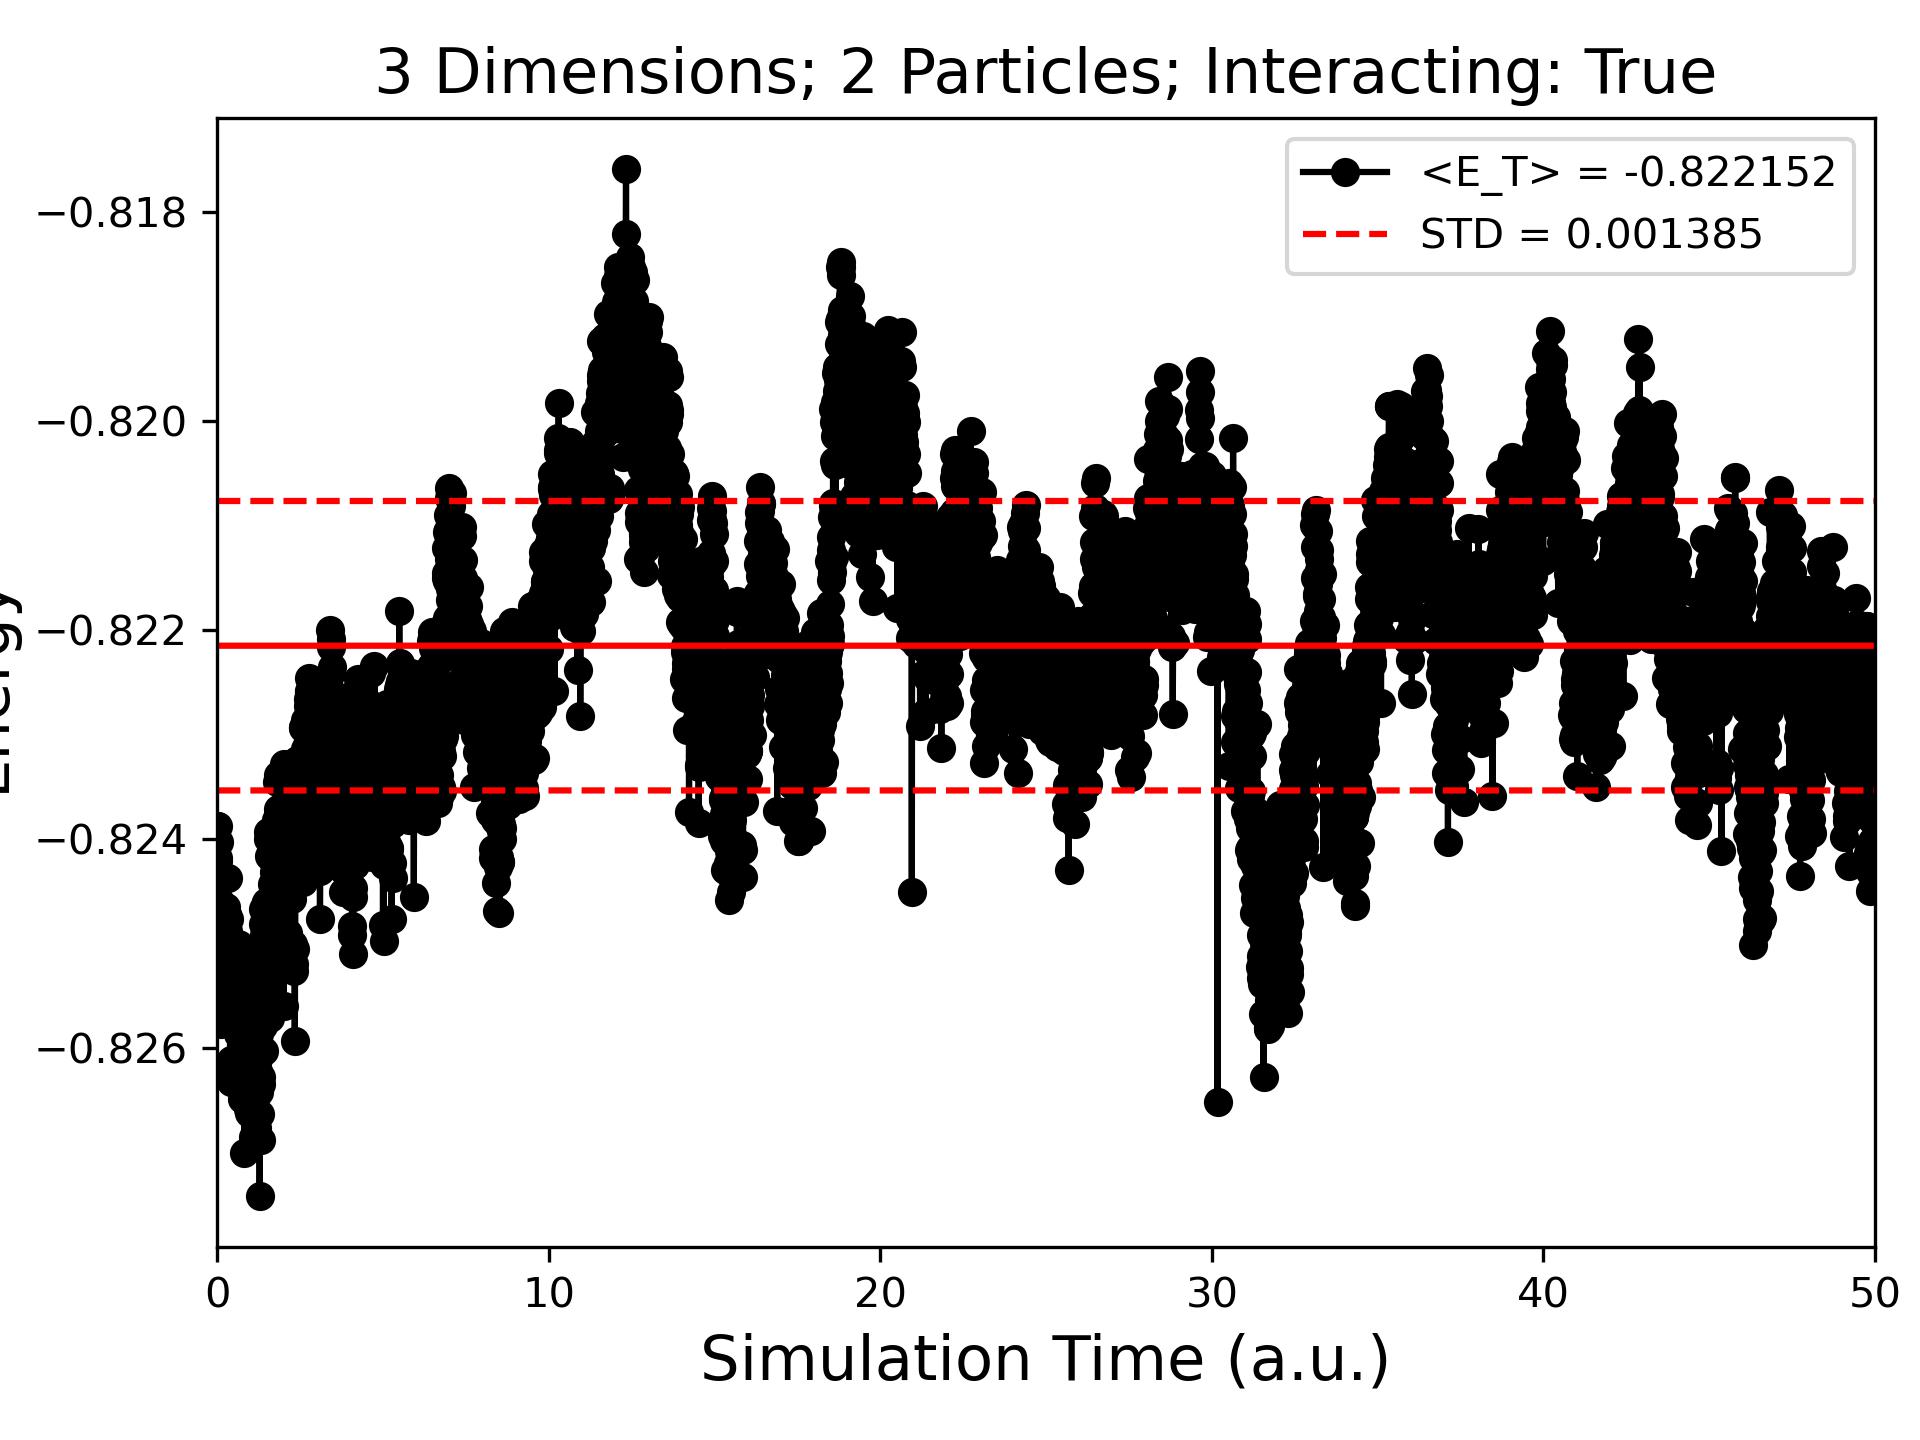 3 Dimensions; 2 Particles; Interacting: True
<E_T> = -0.822152
STD = 0.001385
−0.818
−0.820
−0.822
−0.824
−0.826
Energy
0 10 20 30 40 50
Simulation Time (a.u.)